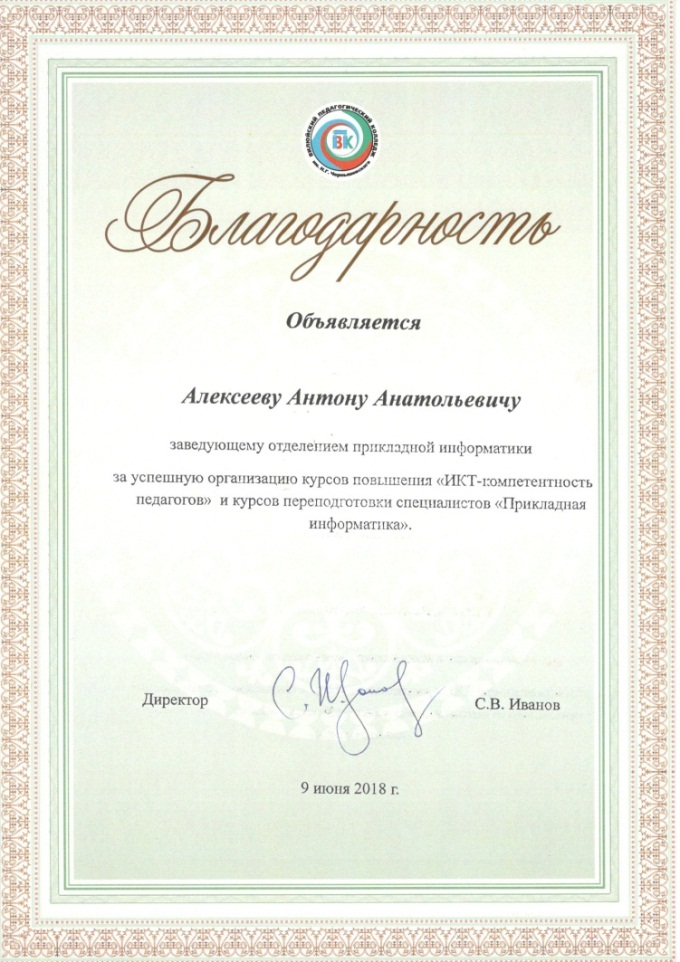 ВИЛЮЙСКИЙ ПЕДАГОГИЧЕСКИЙ КОЛЛЕДЖ
им. Н.Г. Чернышевского
ВПК
Благодарность
Объявляется
Алексееву Антону Анатольевичу
заведующему отделением прикладной информатики
за успешную организацию курсов повышения «ИКТ-компетентность
педагогов» и курсов переподготовки специалистов «Прикладная
информатика».
Директор
С.В. Иванов
9 июня 2018 г.